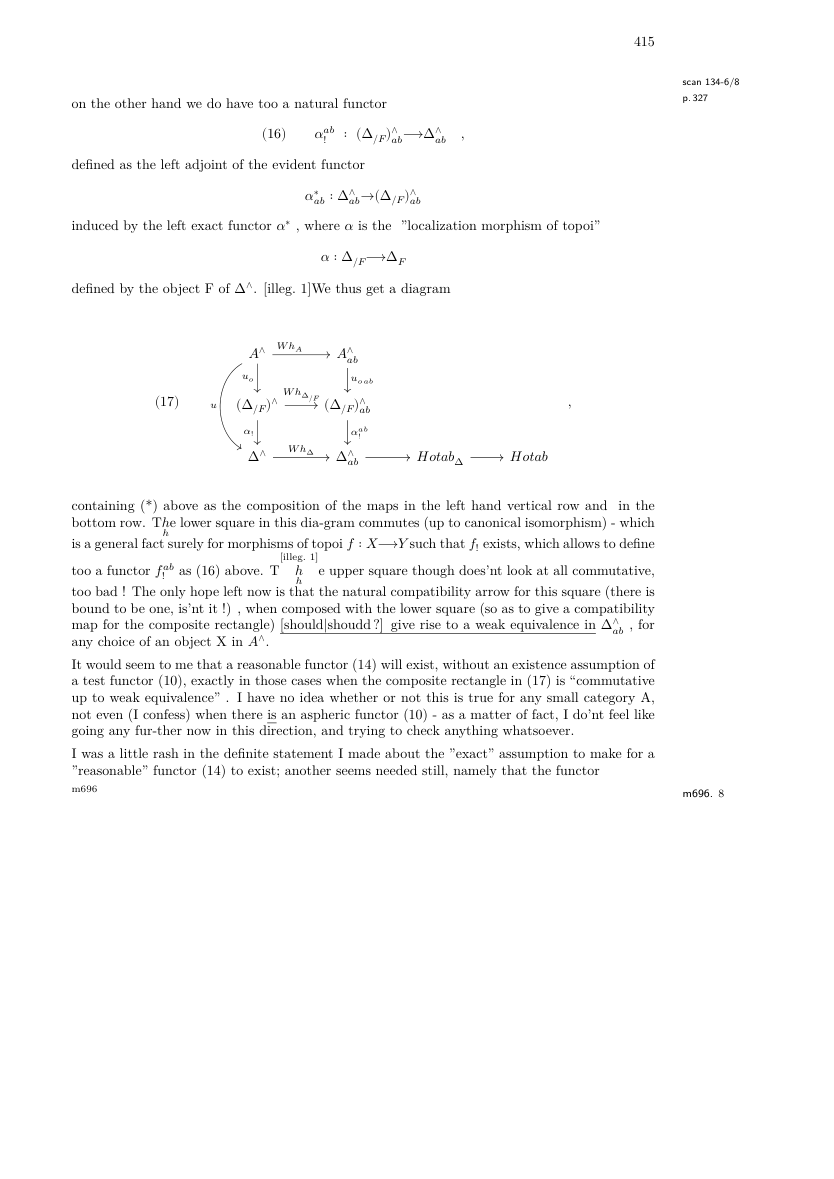 415
scan 134-6/8
p. 327
on the other hand we do have too a natural functor
(16) α_!^{ab} : (Δ_{/F})^∧_{ab} ⟶ Δ^∧_{ab} ,
defined as the left adjoint of the evident functor
α^*_{ab} : Δ^∧_{ab} → (Δ_{/F})^∧_{ab}
induced by the left exact functor α^* , where α is the ”localization morphism of topoi”
α : Δ_{/F} ⟶ Δ_F
defined by the object F of Δ^∧. [illeg. 1]We thus get a diagram
A^∧ Wh_A A^∧_{ab}
u_o u_{o ab}
(17) u (Δ_{/F})^∧ Wh_{Δ_{/F}} (Δ_{/F})^∧_{ab} ,
α_! α_!^{ab}
Δ^∧ Wh_Δ Δ^∧_{ab} ⟶ Hotab_Δ ⟶ Hotab
containing (*) above as the composition of the maps in the left hand vertical row and in the
bottom row. The lower square in this dia-gram commutes (up to canonical isomorphism) - which
h
is a general fact surely for morphisms of topoi f : X⟶Y such that f_! exists, which allows to define
[illeg. 1]
too a functor f_!^{ab} as (16) above. T h e upper square though does'nt look at all commutative,
h
too bad ! The only hope left now is that the natural compatibility arrow for this square (there is
bound to be one, is'nt it !) , when composed with the lower square (so as to give a compatibility
map for the composite rectangle) [should|shoudd ?] give rise to a weak equivalence in Δ^∧_{ab} , for
any choice of an object X in A^∧.
It would seem to me that a reasonable functor (14) will exist, without an existence assumption of
a test functor (10), exactly in those cases when the composite rectangle in (17) is “commutative
up to weak equivalence” . I have no idea whether or not this is true for any small category A,
not even (I confess) when there is an aspheric functor (10) - as a matter of fact, I do'nt feel like
going any fur-ther now in this direction, and trying to check anything whatsoever.
I was a little rash in the definite statement I made about the ”exact” assumption to make for a
”reasonable” functor (14) to exist; another seems needed still, namely that the functor
m696
m696. 8